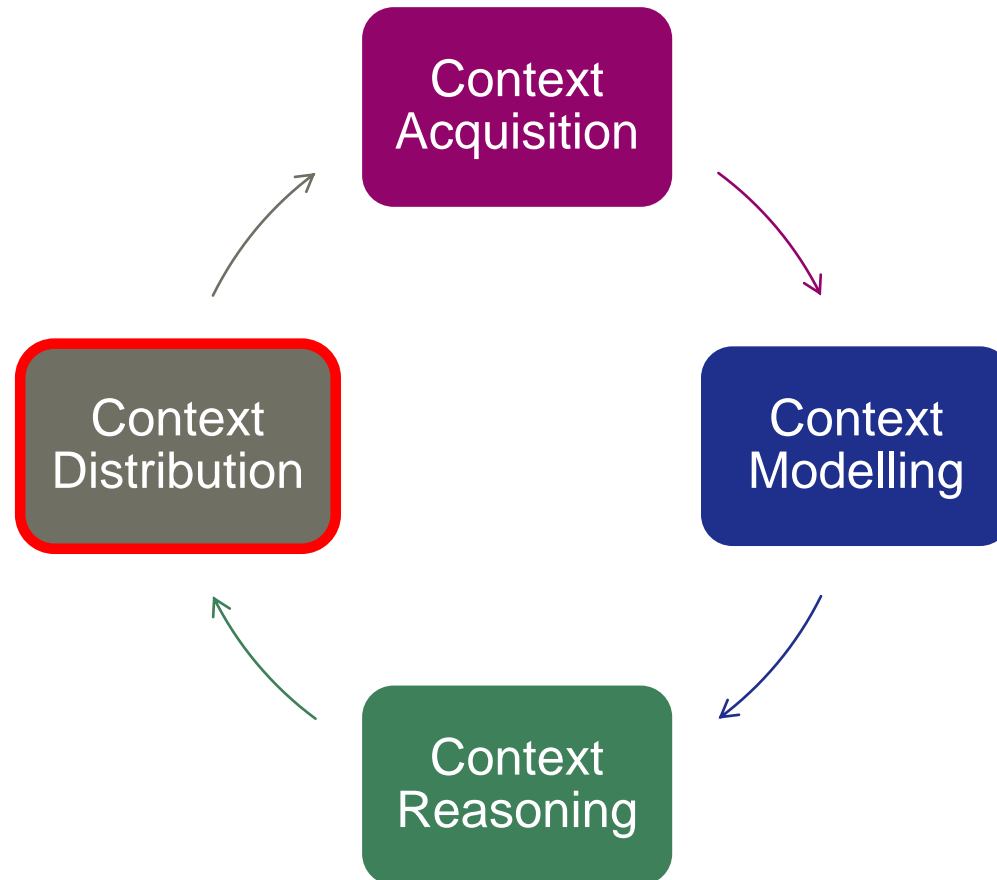 Context
Acquisition
Context
Distribution
Context
Modelling
Context
Reasoning